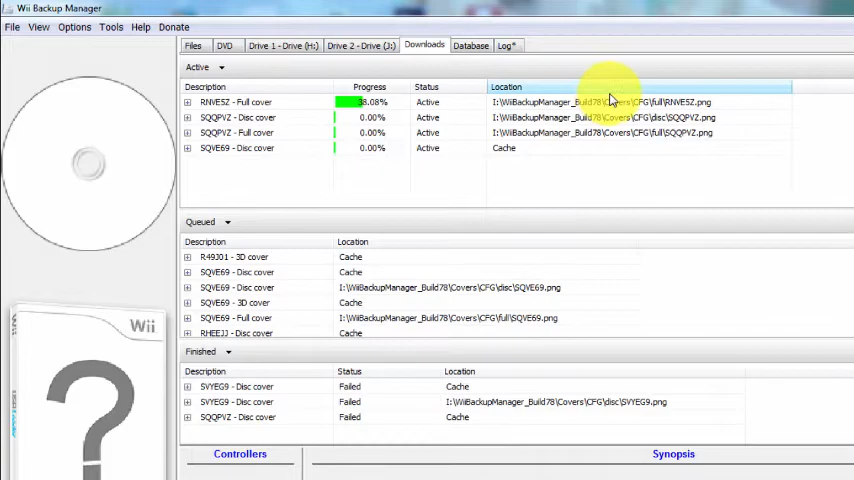 Wii Backup Manager
File View Options Tools Help Donate
Files DVD Drive 1 - Drive (H:) Drive 2 - Drive (J:) Downloads Database Log*
Active
Description Progress Status Location
RNVE5Z - Full cover 38.08% Active I:\WiiBackupManager_Build78\Covers\CFG\full\RNVE5Z.png
SQQPVZ - Disc cover 0.00% Active I:\WiiBackupManager_Build78\Covers\CFG\disc\SQQPVZ.png
SQQPVZ - Full cover 0.00% Active I:\WiiBackupManager_Build78\Covers\CFG\full\SQQPVZ.png
SQVE69 - Disc cover 0.00% Active Cache
Queued
Description Location
R49J01 - 3D cover Cache
SQVE69 - Disc cover Cache
SQVE69 - Disc cover I:\WiiBackupManager_Build78\Covers\CFG\disc\SQVE69.png
SQVE69 - 3D cover Cache
SQVE69 - Full cover I:\WiiBackupManager_Build78\Covers\CFG\full\SQVE69.png
RHEEJJ - Disc cover Cache
Wii
Finished
Description Status Location
SVYEG9 - Disc cover Failed Cache
SVYEG9 - Disc cover Failed I:\WiiBackupManager_Build78\Covers\CFG\disc\SVYEG9.png
SQQPVZ - Disc cover Failed Cache
?
Controllers Synopsis